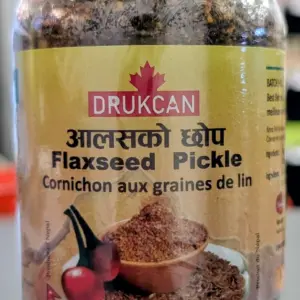 DRUKCAN
आलसको छोप
Flaxseed Pickle
Cornichon aux graines de lin